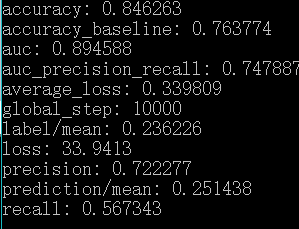 accuracy: 0.846263
accuracy_baseline: 0.763774
auc: 0.894588
auc_precision_recall: 0.747887
average_loss: 0.339809
global_step: 10000
label/mean: 0.236226
loss: 33.9413
precision: 0.722277
prediction/mean: 0.251438
recall: 0.567343